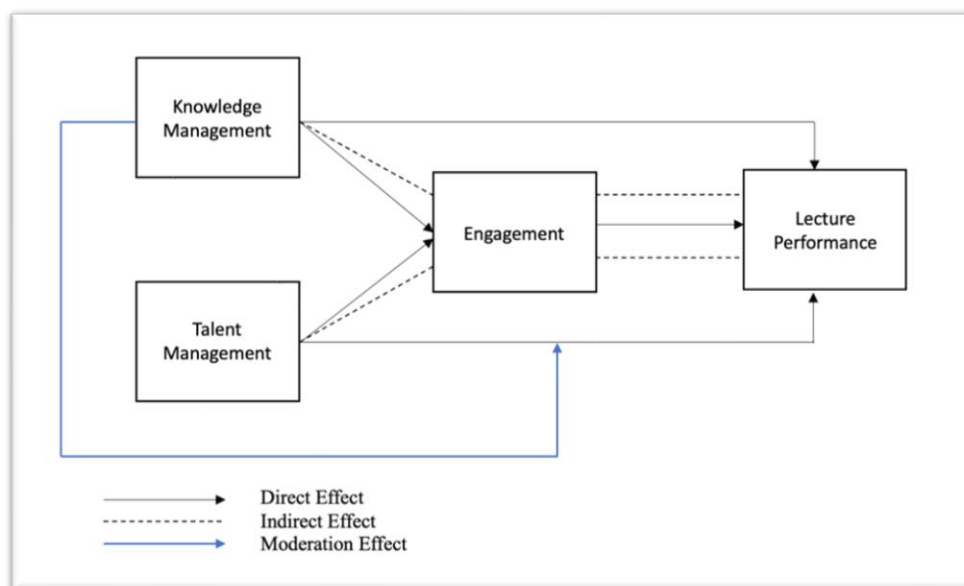 Knowledge
Management
Engagement
Lecture
Performance
Talent
Management
Direct Effect
Indirect Effect
Moderation Effect